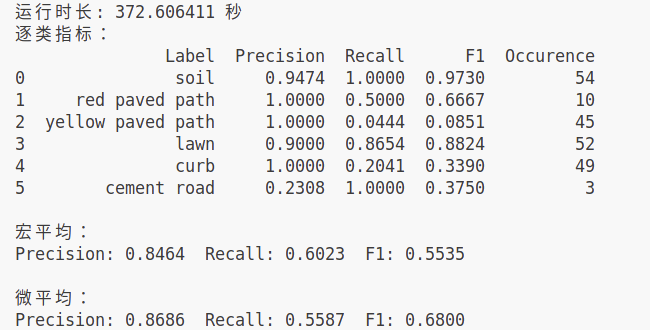 运行时长: 372.606411 秒
逐类指标：
Label Precision Recall F1 Occurence
0 soil 0.9474 1.0000 0.9730 54
1 red paved path 1.0000 0.5000 0.6667 10
2 yellow paved path 1.0000 0.0444 0.0851 45
3 lawn 0.9000 0.8654 0.8824 52
4 curb 1.0000 0.2041 0.3390 49
5 cement road 0.2308 1.0000 0.3750 3
宏平均：
Precision: 0.8464 Recall: 0.6023 F1: 0.5535
微平均：
Precision: 0.8686 Recall: 0.5587 F1: 0.6800